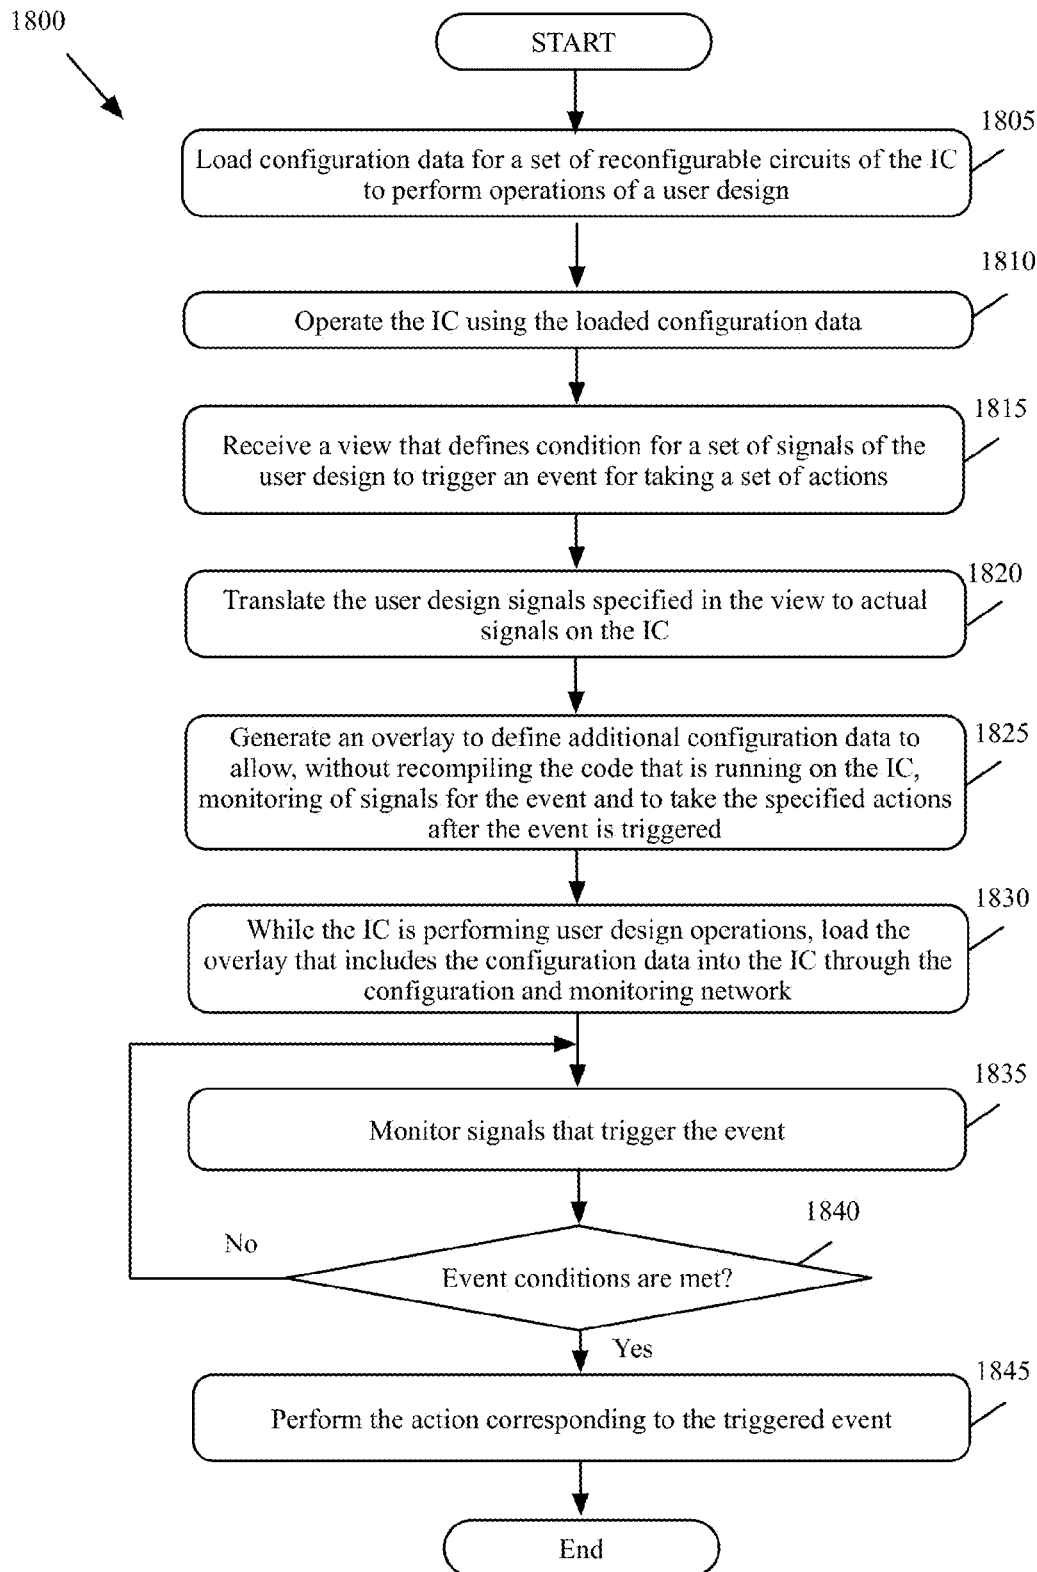 1800
START
1805
Load configuration data for a set of reconfigurable circuits of the IC
to perform operations of a user design
1810
Operate the IC using the loaded configuration data
1815
Receive a view that defines condition for a set of signals of the
user design to trigger an event for taking a set of actions
1820
Translate the user design signals specified in the view to actual
signals on the IC
1825
Generate an overlay to define additional configuration data to
allow, without recompiling the code that is running on the IC,
monitoring of signals for the event and to take the specified actions
after the event is triggered
1830
While the IC is performing user design operations, load the
overlay that includes the configuration data into the IC through the
configuration and monitoring network
1835
Monitor signals that trigger the event
1840
No
Event conditions are met?
Yes
1845
Perform the action corresponding to the triggered event
End